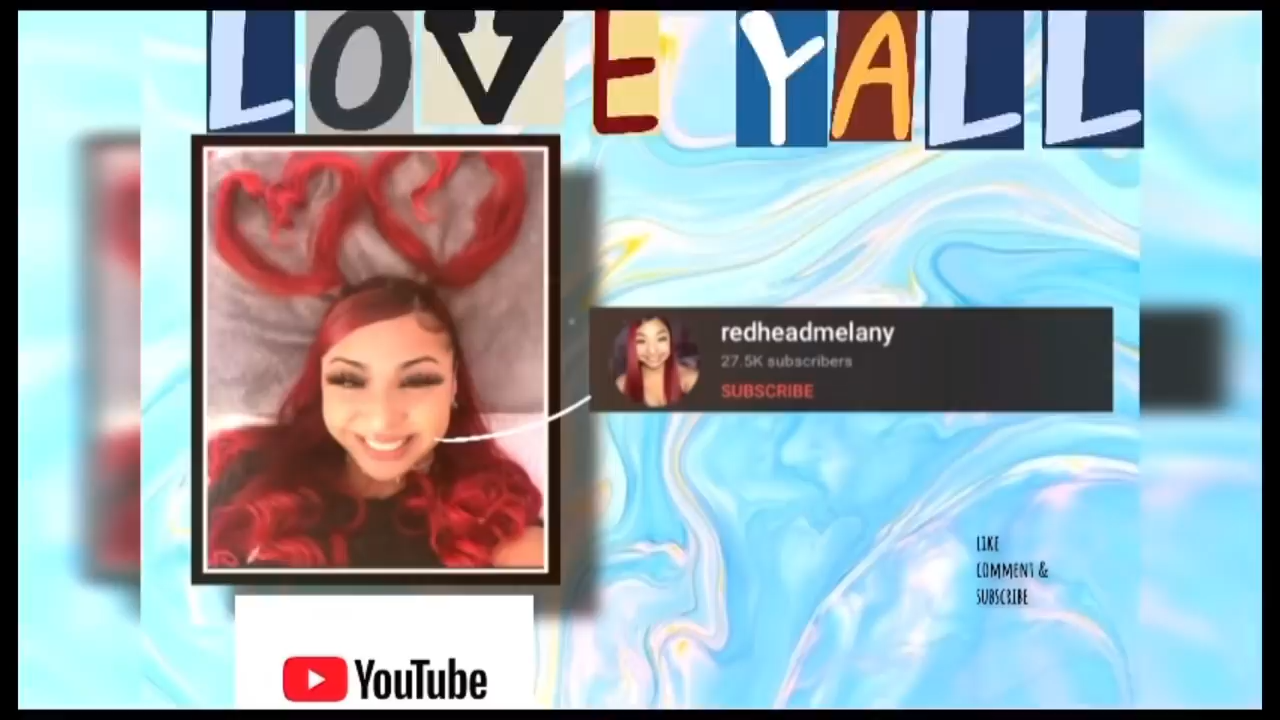 LOVE YALL
redheadmelany
27.5K subscribers
SUBSCRIBE
LIKE
COMMENT &
SUBSCRIBE
YouTube